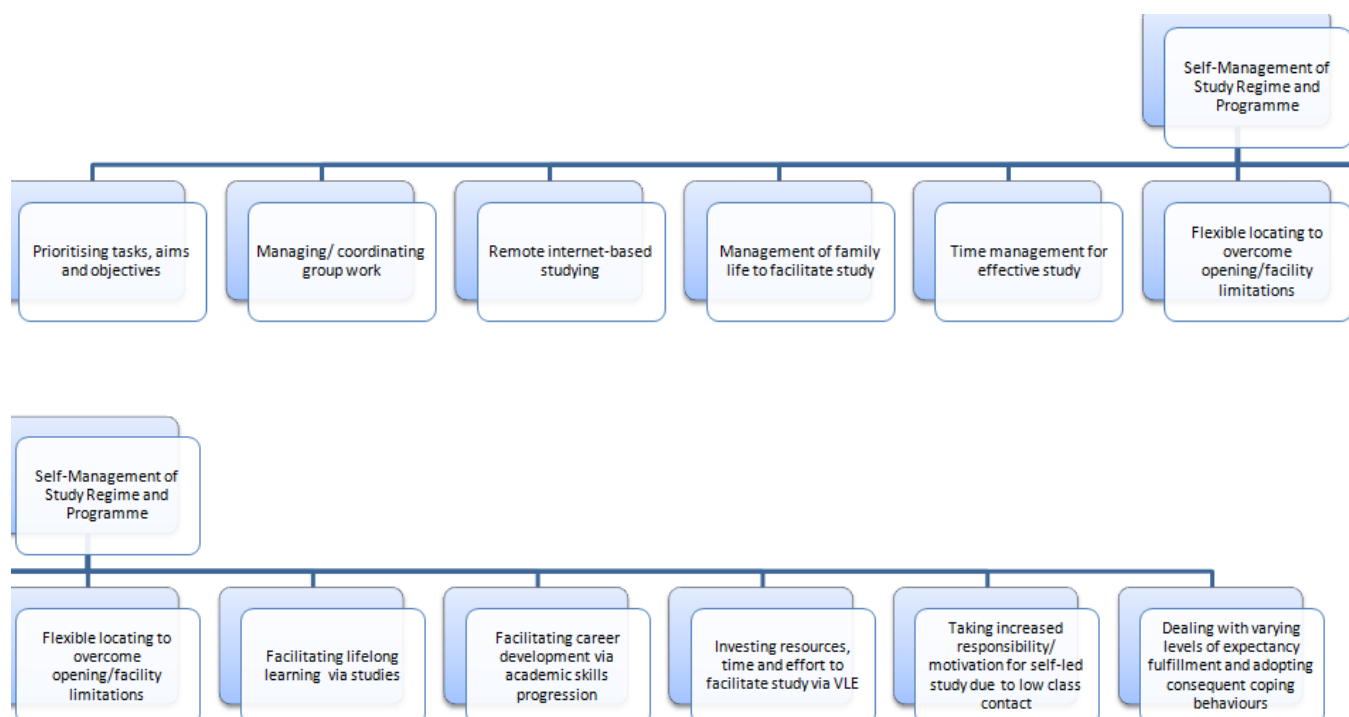 Self-Management of
Study Regime and
Programme
Prioritising tasks, aims
and objectives
Managing/ coordinating
group work
Remote internet-based
studying
Management of family
life to facilitate study
Time management for
effective study
Flexible locating to
overcome
opening/facility
limitations
Self-Management of
Study Regime and
Programme
Flexible locating to
overcome
opening/facility
limitations
Facilitating lifelong
learning via studies
Facilitating career
development via
academic skills
progression
Investing resources,
time and effort to
facilitate study via VLE
Taking increased
responsibility/
motivation for self-led
study due to low class
contact
Dealing with varying
levels of expectancy
fulfillment and adopting
consequent coping
behaviours